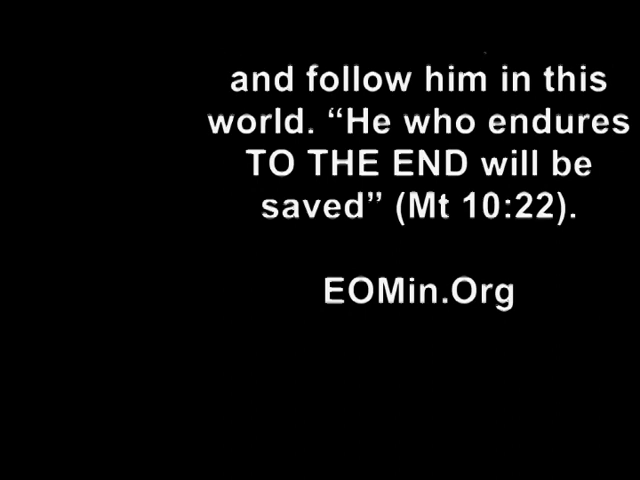 and follow him in this
world. “He who endures
TO THE END will be
saved” (Mt 10:22).
EOMin.Org